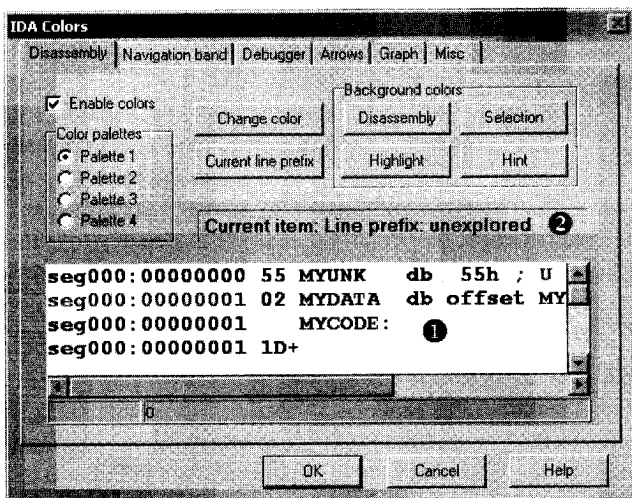 IDA Colors
Disassembly Navigation band Debugger Arrows Graph Misc
Enable colors
Color palettes
Palette 1
Palette 2
Palette 3
Palette 4
Change color
Current line prefix
Background colors
Disassembly Selection
Highlight Hint
Current item: Line prefix: unexplored ❷
seg000:00000000 55 MYUNK db 55h ; U
seg000:00000001 02 MYDATA db offset MY
seg000:00000001 MYCODE: ❶
seg000:00000001 1D+
0
OK Cancel Help